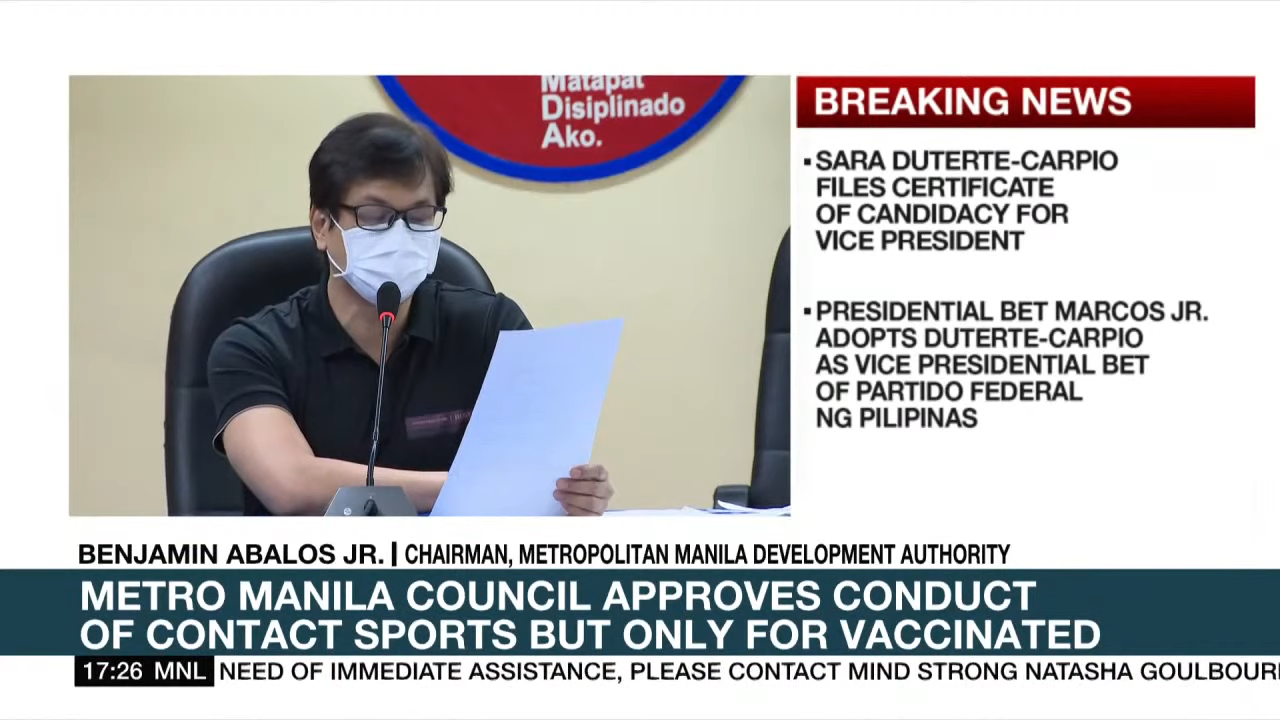 Matapat
Disiplinado
Ako.
BREAKING NEWS
▪SARA DUTERTE-CARPIO
FILES CERTIFICATE
OF CANDIDACY FOR
VICE PRESIDENT
▪PRESIDENTIAL BET MARCOS JR.
ADOPTS DUTERTE-CARPIO
AS VICE PRESIDENTIAL BET
OF PARTIDO FEDERAL
NG PILIPINAS
BENJAMIN ABALOS JR. | CHAIRMAN, METROPOLITAN MANILA DEVELOPMENT AUTHORITY
METRO MANILA COUNCIL APPROVES CONDUCT
OF CONTACT SPORTS BUT ONLY FOR VACCINATED
17:26 MNL NEED OF IMMEDIATE ASSISTANCE, PLEASE CONTACT MIND STRONG NATASHA GOULBOUR